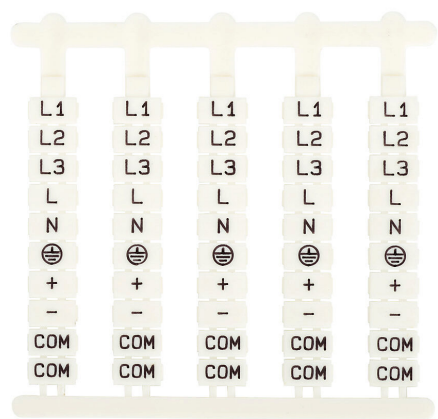 L1 L1 L1 L1 L1
L2 L2 L2 L2 L2
L3 L3 L3 L3 L3
L L L L L
N N N N N
⏚ ⏚ ⏚ ⏚ ⏚
+ + + + +
- - - - -
COM COM COM COM COM
COM COM COM COM COM